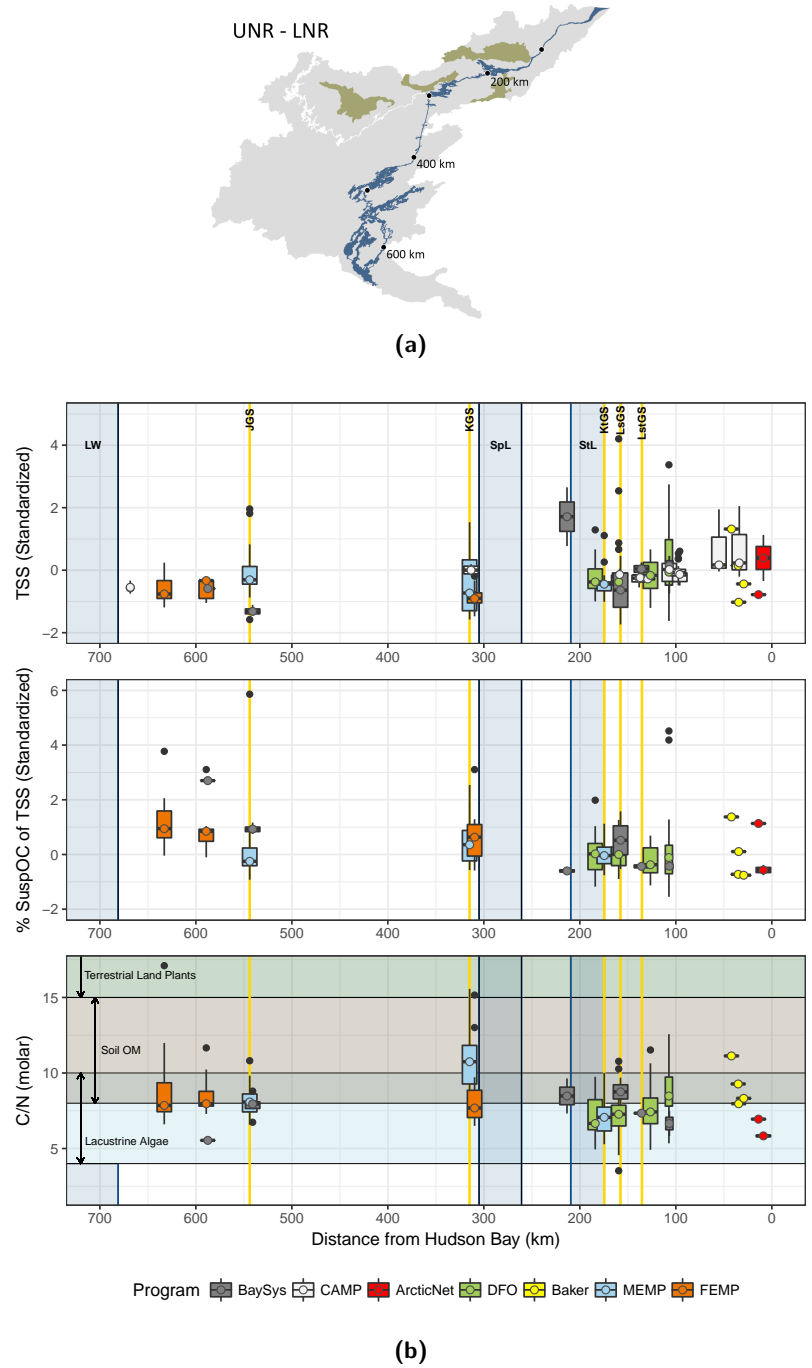 UNR - LNR
200 km
400 km
600 km
(a)
TSS (Standardized)
4
2
0
−2
LW
JGS
KGS
SpL
StL
KtGS
LsGS
LstGS
700
600
500
400
300
200
100
0
% SuspOC of TSS (Standardized)
6
4
2
0
−2
700
600
500
400
300
200
100
0
C/N (molar)
15
10
5
Terrestrial Land Plants
Soil OM
Lacustrine Algae
700
600
500
400
300
200
100
0
Distance from Hudson Bay (km)
Program
BaySys
CAMP
ArcticNet
DFO
Baker
MEMP
FEMP
(b)